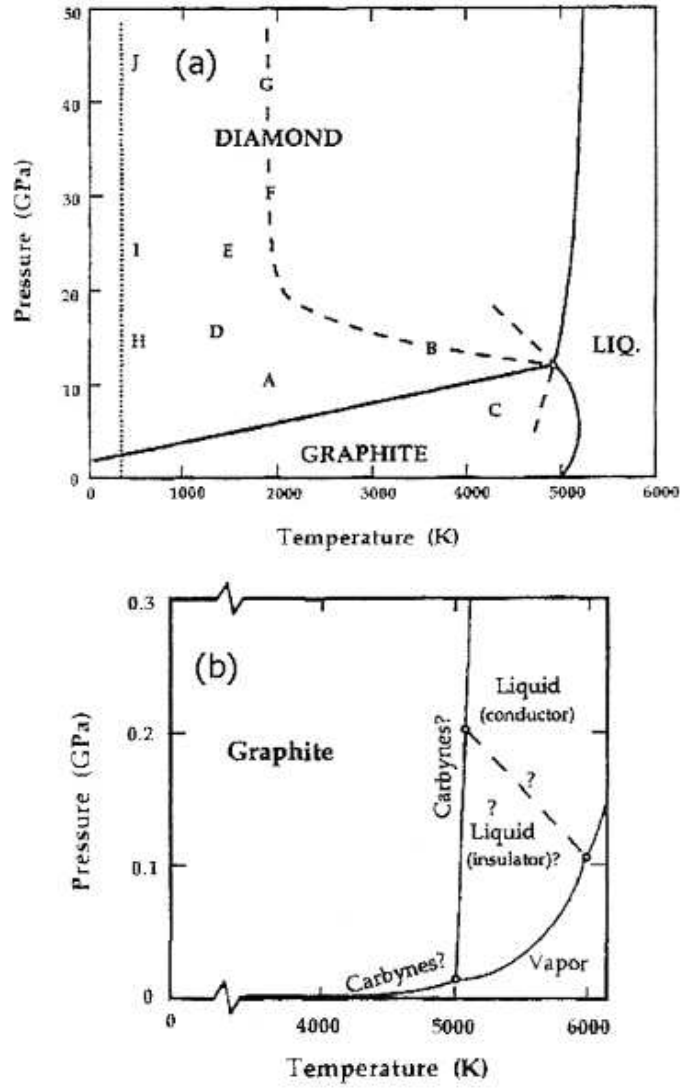 50
J
(a)
G
40
DIAMOND
Pressure (GPa)
30
F
I
E
20
H
D
B
LIQ.
10
A
C
GRAPHITE
0
0
1000
2000
3000
4000
5000
6000
Temperature (K)
0.3
(b)
Liquid
(conductor)
Carbynes?
Graphite
0.2
?
Pressure (GPa)
?
Liquid
(insulator)?
0.1
Carbynes?
Vapor
0
0
4000
5000
6000
Temperature (K)